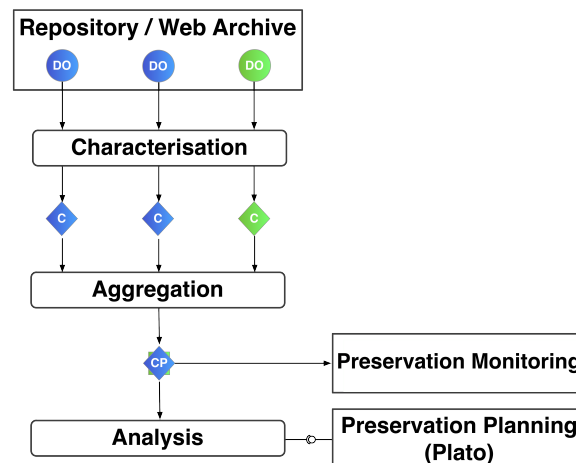 Repository / Web Archive
DO DO DO
Characterisation
C C C
Aggregation
CP
Preservation Monitoring
Analysis
Preservation Planning
(Plato)